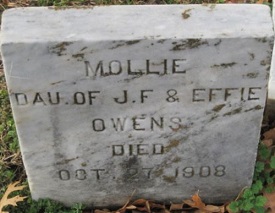 MOLLIE
DAU. OF J. F & EFFIE
OWENS
DIED
OCT. 27, 1908